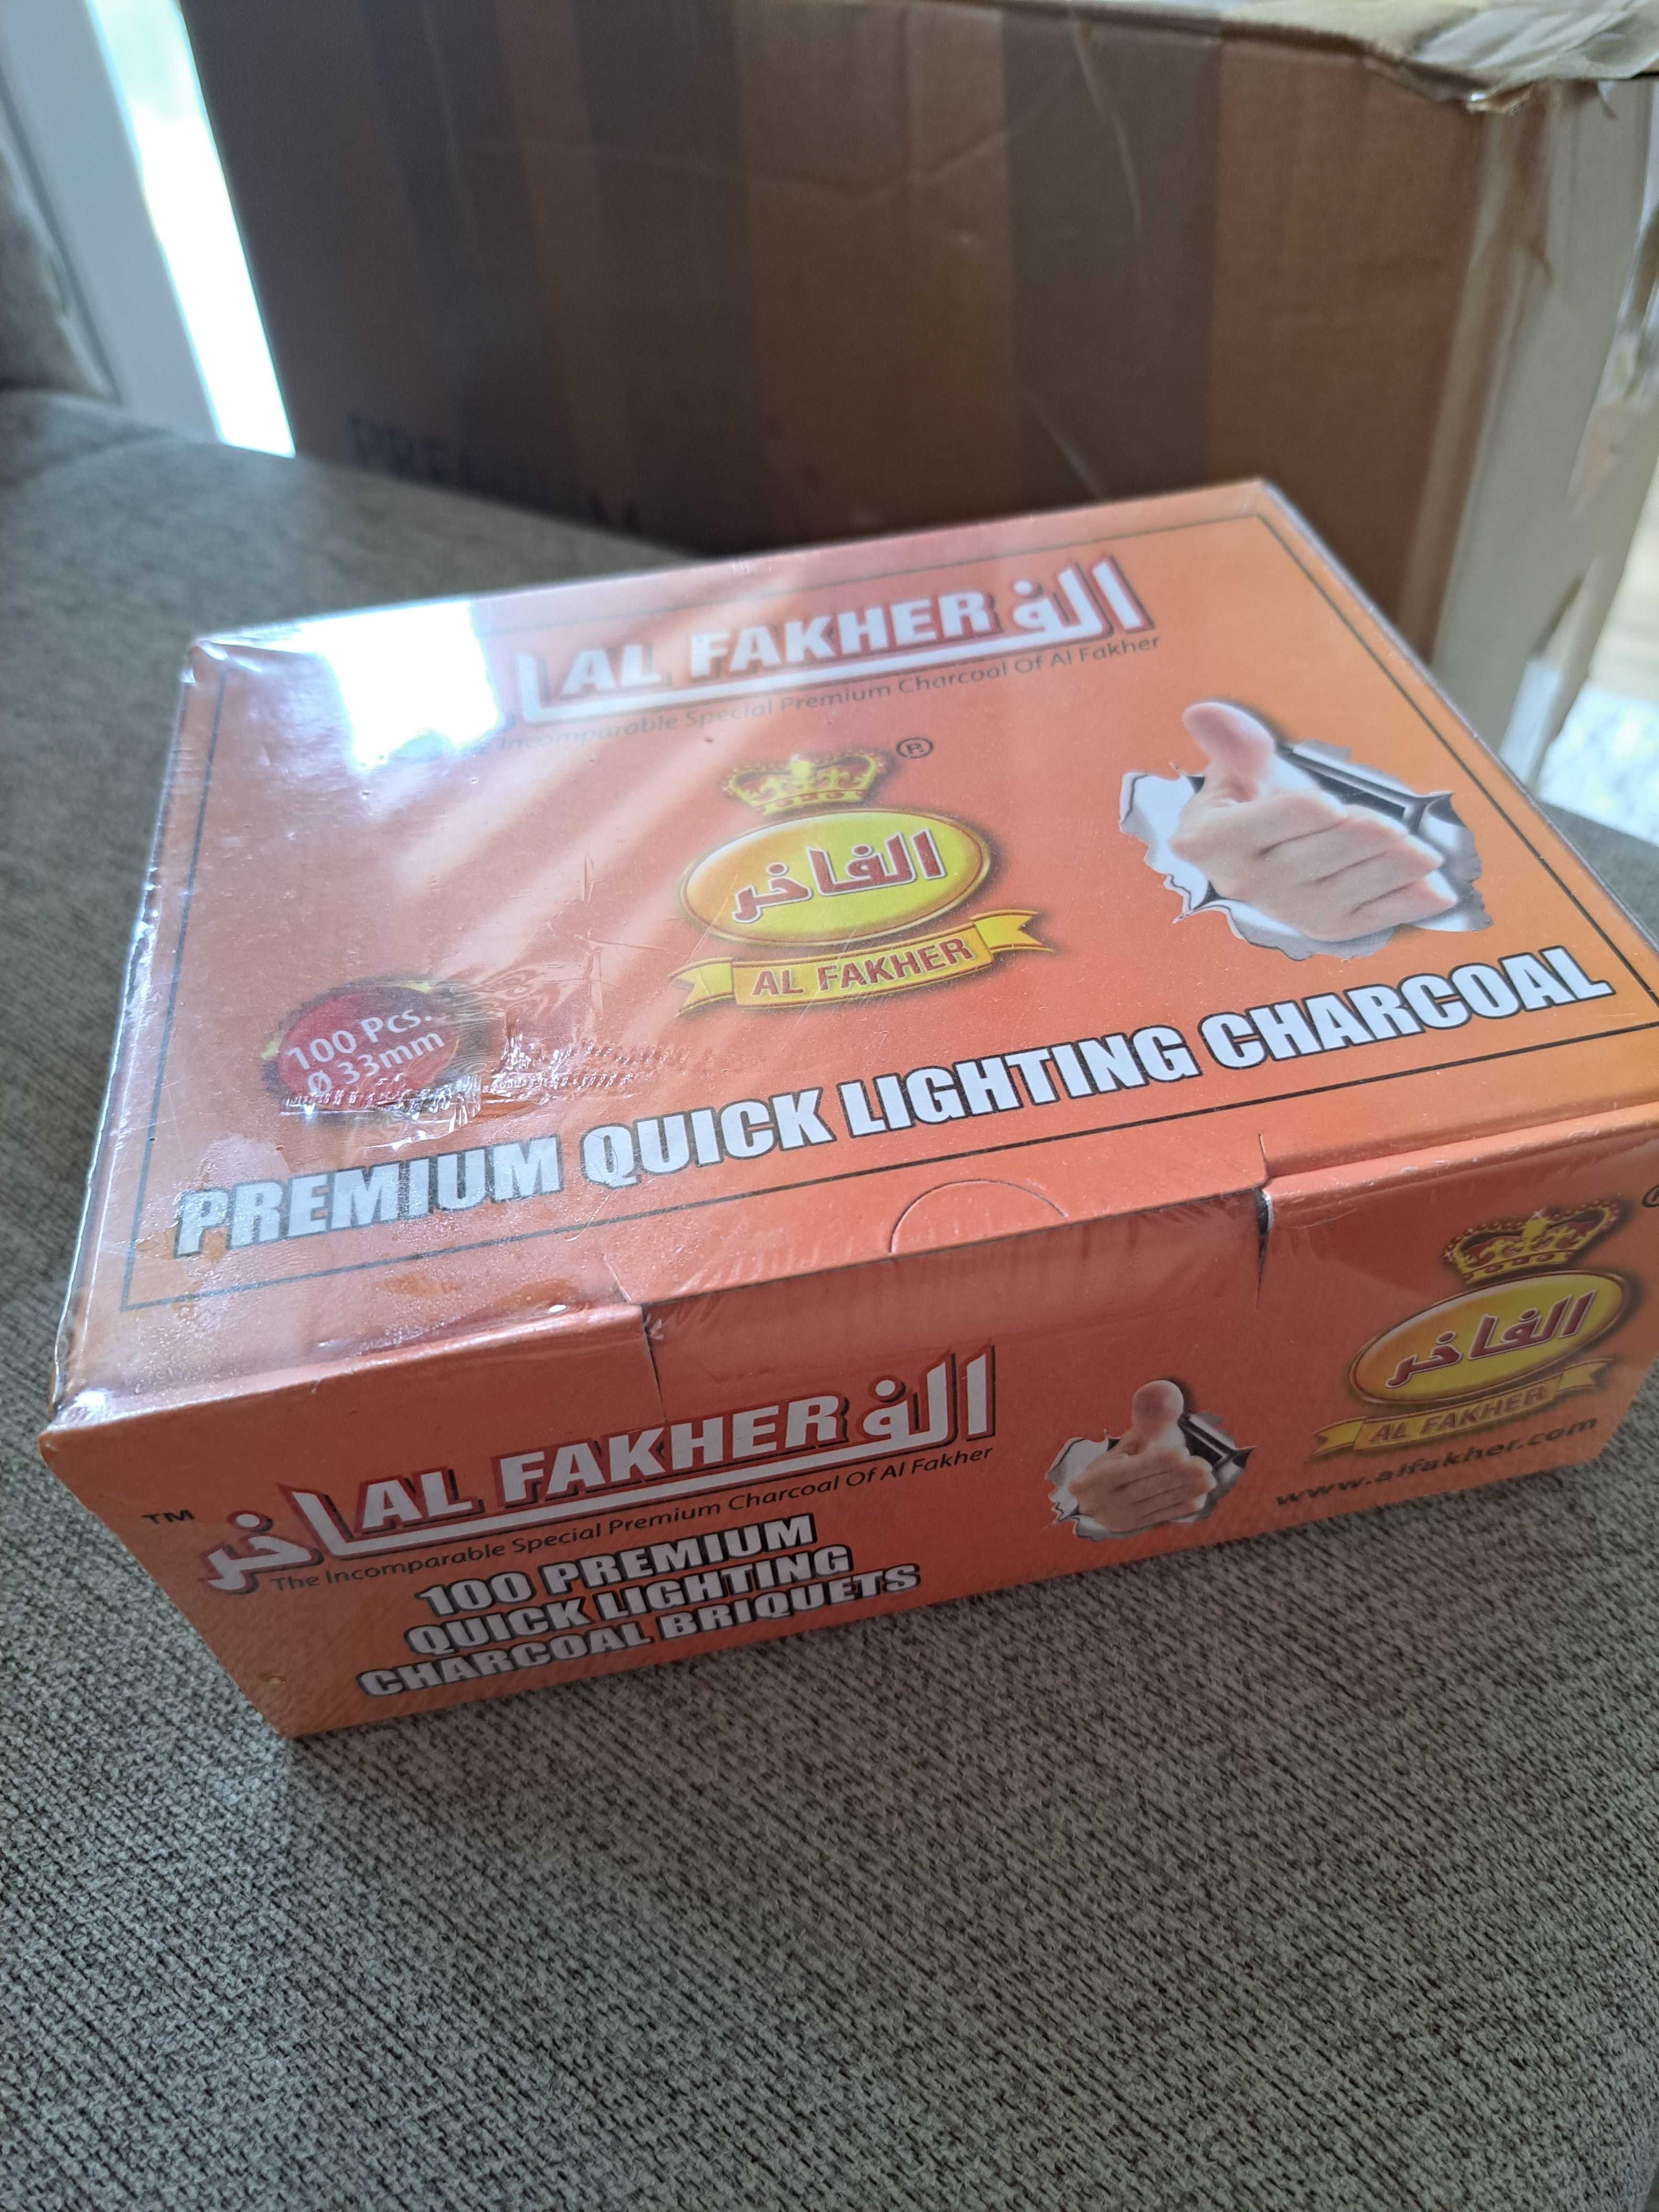 AL FAKHER الف
The Incomparable Special Premium Charcoal Of Al Fakher
®
الفاخر
AL FAKHER
100 Pcs.
Ø 33mm
PREMIUM QUICK LIGHTING CHARCOAL
™
الفاخر AL FAKHER
The Incomparable Special Premium Charcoal Of Al Fakher
100 PREMIUM
QUICK LIGHTING
CHARCOAL BRIQUETS
®
الفاخر
AL FAKHER
www.alfakher.com